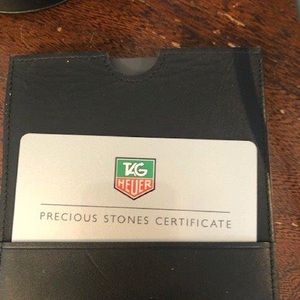 TAG
HEUER
PRECIOUS STONES CERTIFICATE